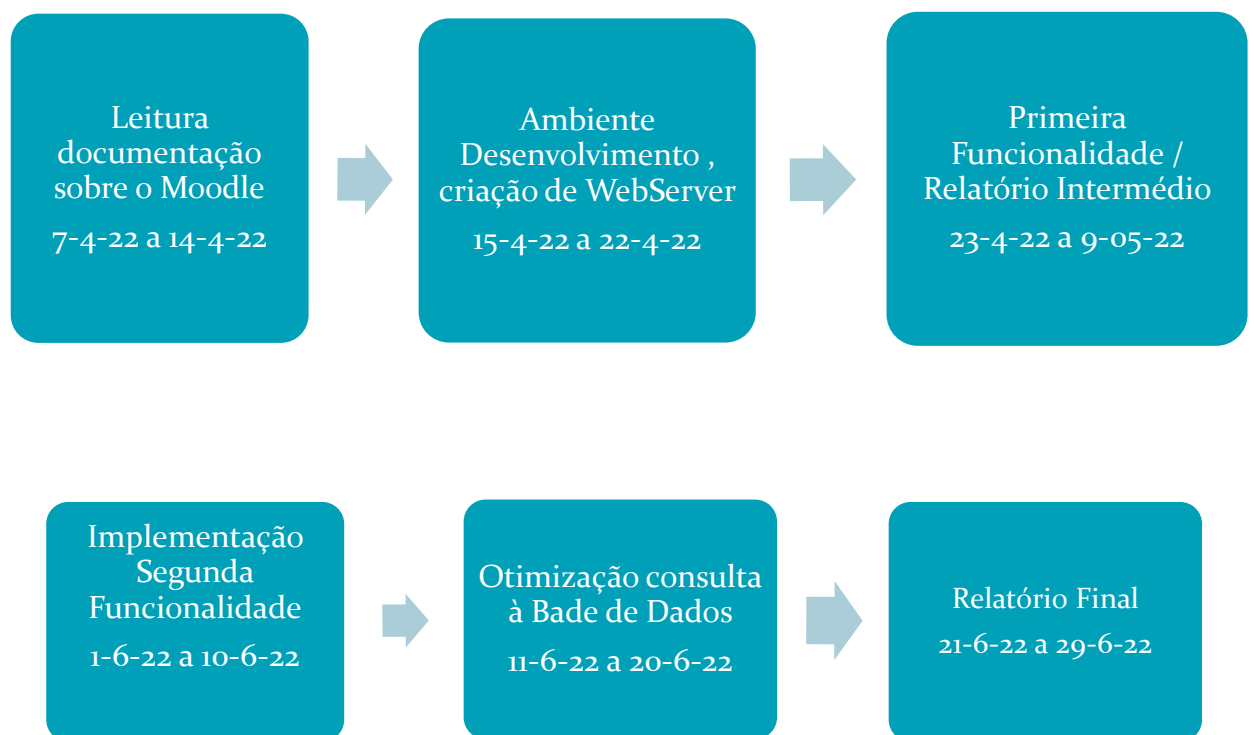 Leitura
documentação
sobre o Moodle
7-4-22 a 14-4-22
Ambiente
Desenvolvimento ,
criação de WebServer
15-4-22 a 22-4-22
Primeira
Funcionalidade /
Relatório Intermédio
23-4-22 a 9-05-22
Implementação
Segunda
Funcionalidade
1-6-22 a 10-6-22
Otimização consulta
à Bade de Dados
11-6-22 a 20-6-22
Relatório Final
21-6-22 a 29-6-22